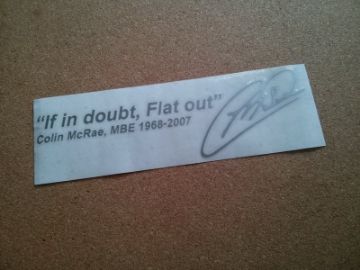 “If in doubt, Flat out”
Colin McRae, MBE 1968-2007